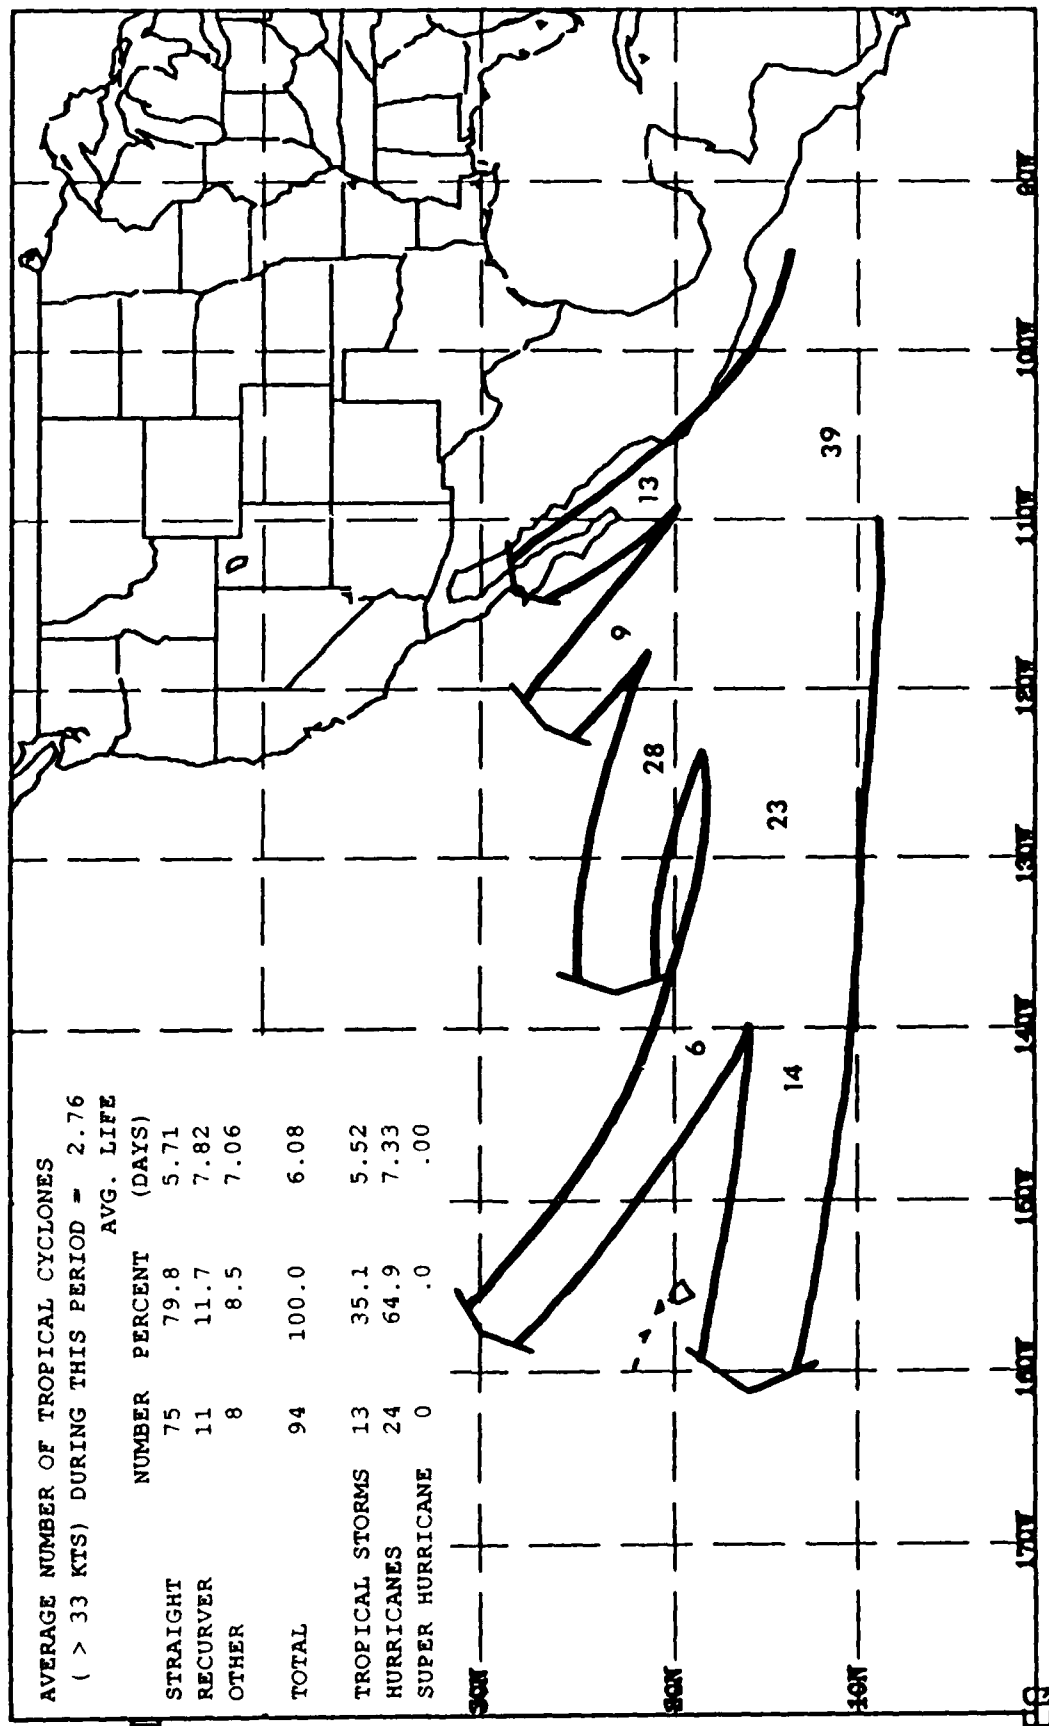 AVERAGE NUMBER OF TROPICAL CYCLONES
( > 33 KTS) DURING THIS PERIOD = 2.76
AVG. LIFE
NUMBER PERCENT (DAYS)
STRAIGHT 75 79.8 5.71
RECURVER 11 11.7 7.82
OTHER 8 8.5 7.06
TOTAL 94 100.0 6.08
TROPICAL STORMS 13 35.1 5.52
HURRICANES 24 64.9 7.33
SUPER HURRICANE 0 .0 .00
13
9
28
39
23
6
14
30N
20N
10N
170W
160W
150W
140W
130W
120W
110W
100W
90W